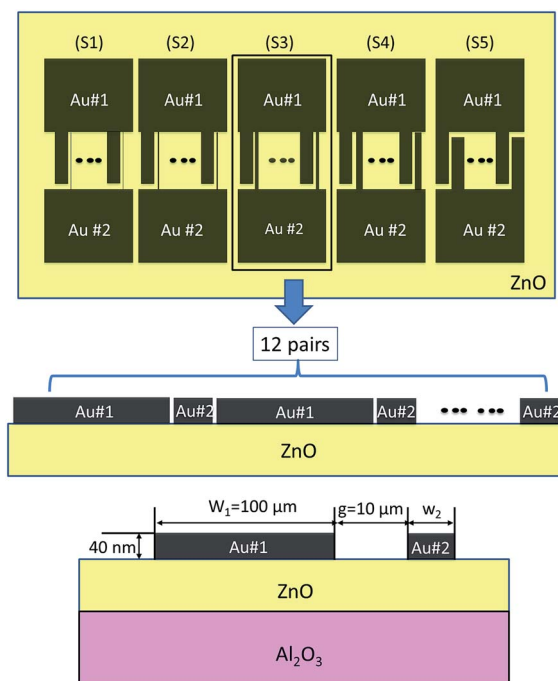 (S1) (S2) (S3) (S4) (S5)
Au#1 Au#1 Au#1 Au#1 Au#1
Au #2 Au #2 Au #2 Au #2 Au #2
ZnO
12 pairs
Au#1 Au#2 Au#1 Au#2 Au#2
ZnO
W₁=100 μm g=10 μm w₂
40 nm Au#1 Au#2
ZnO
Al₂O₃